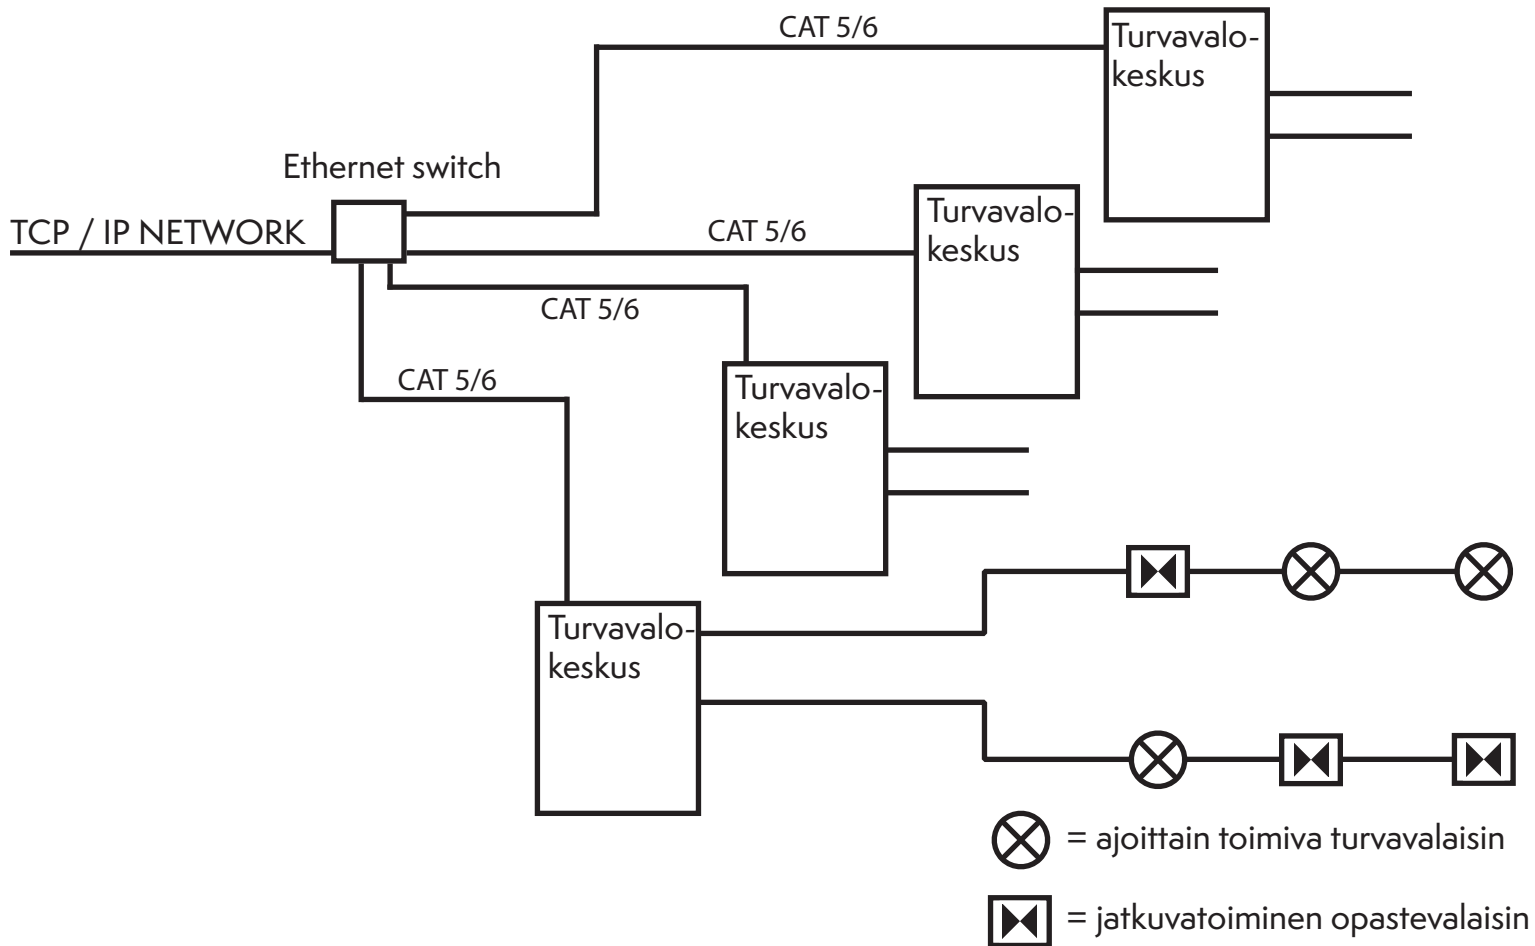 CAT 5/6
Turvavalo-
keskus
Ethernet switch
TCP / IP NETWORK
CAT 5/6
Turvavalo-
keskus
CAT 5/6
CAT 5/6
Turvavalo-
keskus
Turvavalo-
keskus
= ajoittain toimiva turvavalaisin
= jatkuvatoiminen opastevalaisin